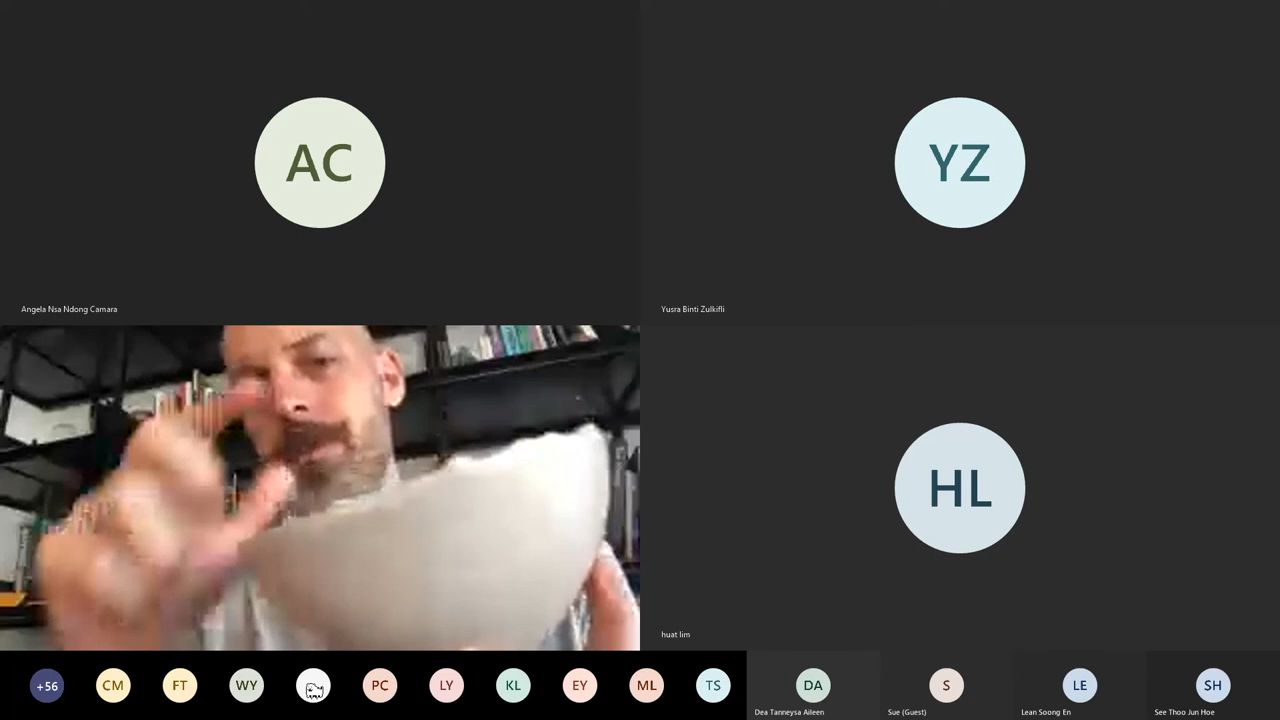 AC
YZ
Angela Nsa Ndong Camara
Yusra Binti Zulkifli
HL
huat lim
+56
CM
FT
WY
PC
LY
KL
EY
ML
TS
DA
S
LE
SH
Dea Tanneysa Aileen
Sue (Guest)
Lean Soong En
See Thoo Jun Hoe